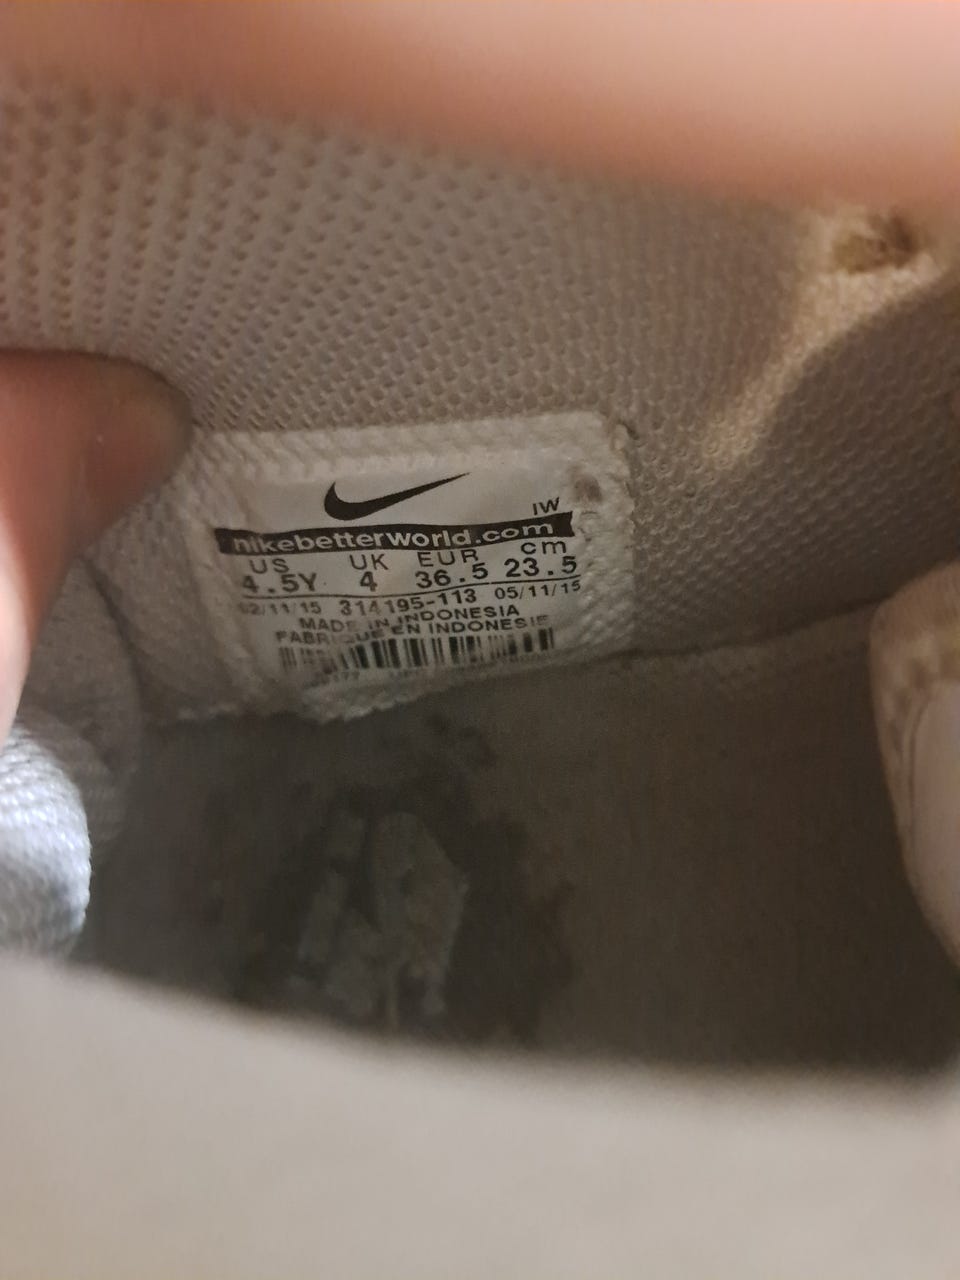 IW
nikebetterworld.com
US UK EUR cm
4.5Y 4 36.5 23.5
02/11/15 314195-113 05/11/15
MADE IN INDONESIA
FABRIQUE EN INDONESIE